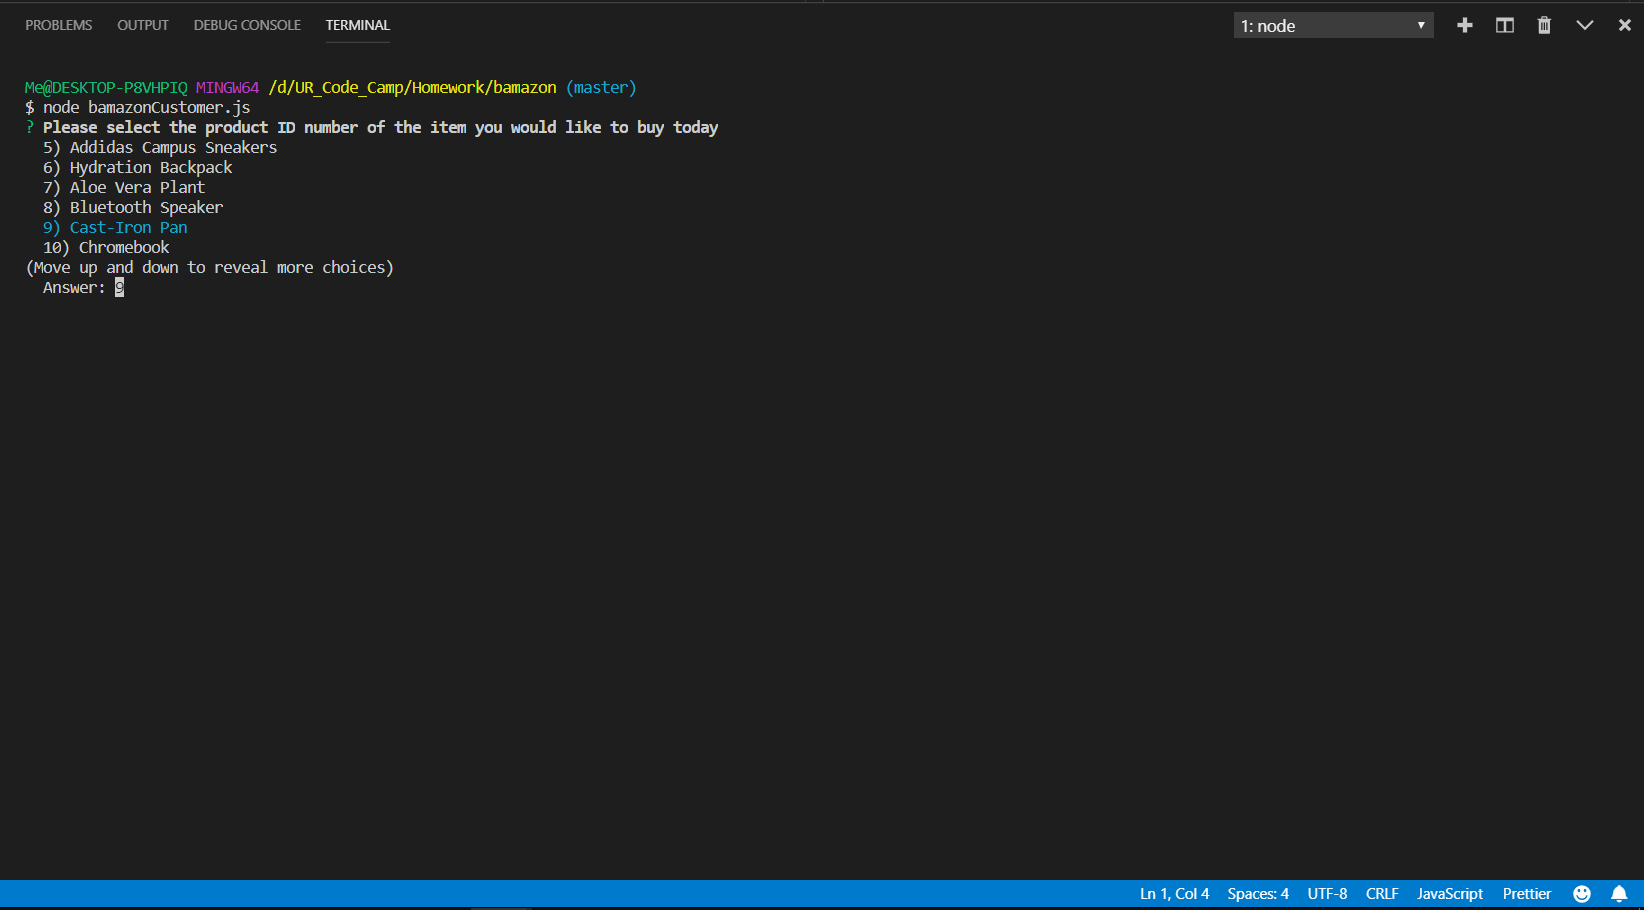 PROBLEMS OUTPUT DEBUG CONSOLE TERMINAL 1: node
Me@DESKTOP-P8VHPIQ MINGW64 /d/UR_Code_Camp/Homework/bamazon (master)
$ node bamazonCustomer.js
? Please select the product ID number of the item you would like to buy today
5) Addidas Campus Sneakers
6) Hydration Backpack
7) Aloe Vera Plant
8) Bluetooth Speaker
9) Cast-Iron Pan
10) Chromebook
(Move up and down to reveal more choices)
Answer: 9
Ln 1, Col 4 Spaces: 4 UTF-8 CRLF JavaScript Prettier